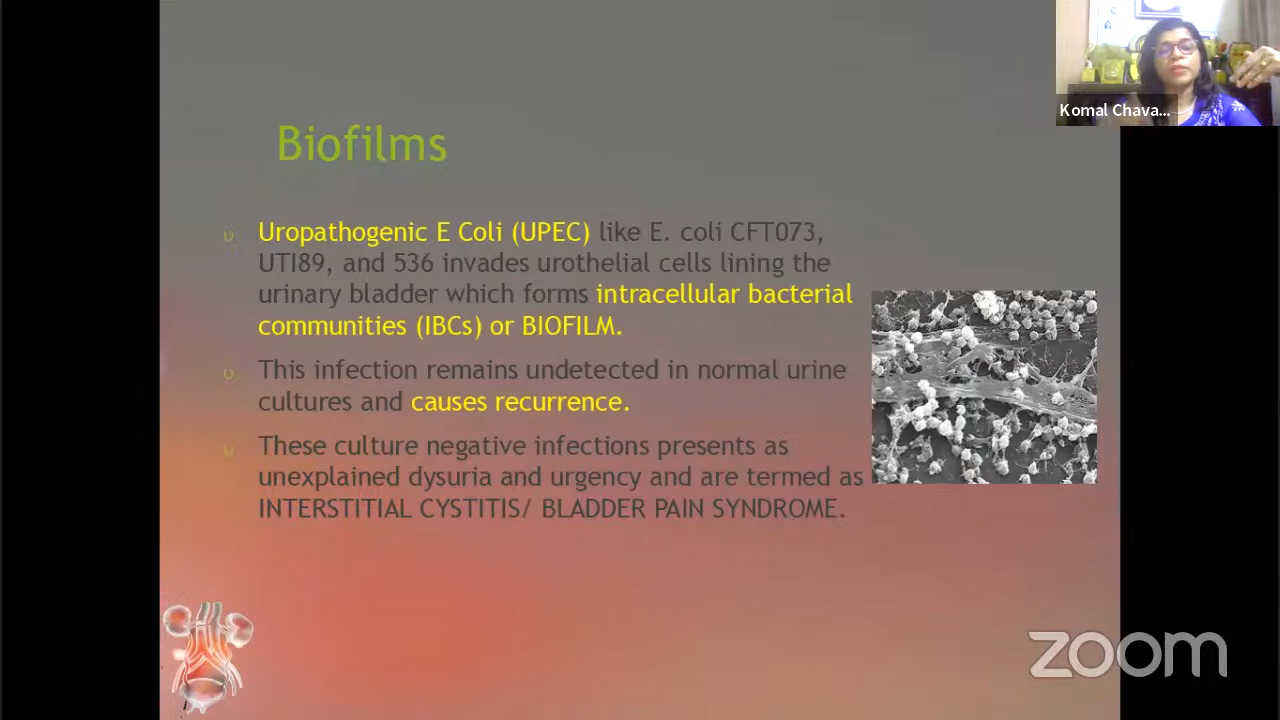 Komal Chava...
Biofilms
Uropathogenic E Coli (UPEC) like E. coli CFT073,
UTI89, and 536 invades urothelial cells lining the
urinary bladder which forms intracellular bacterial
communities (IBCs) or BIOFILM.
This infection remains undetected in normal urine
cultures and causes recurrence.
These culture negative infections presents as
unexplained dysuria and urgency and are termed as
INTERSTITIAL CYSTITIS/ BLADDER PAIN SYNDROME.
zoom